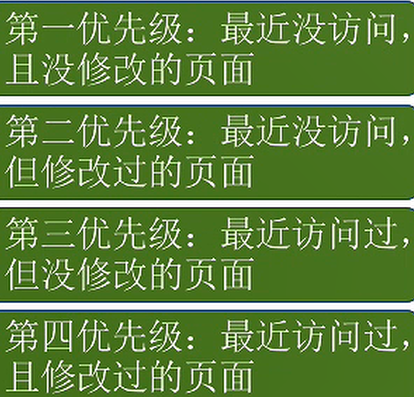 第一优先级：最近没访问，
且没修改的页面
第二优先级：最近没访问，
但修改过的页面
第三优先级：最近访问过，
但没修改的页面
第四优先级：最近访问过，
且修改过的页面